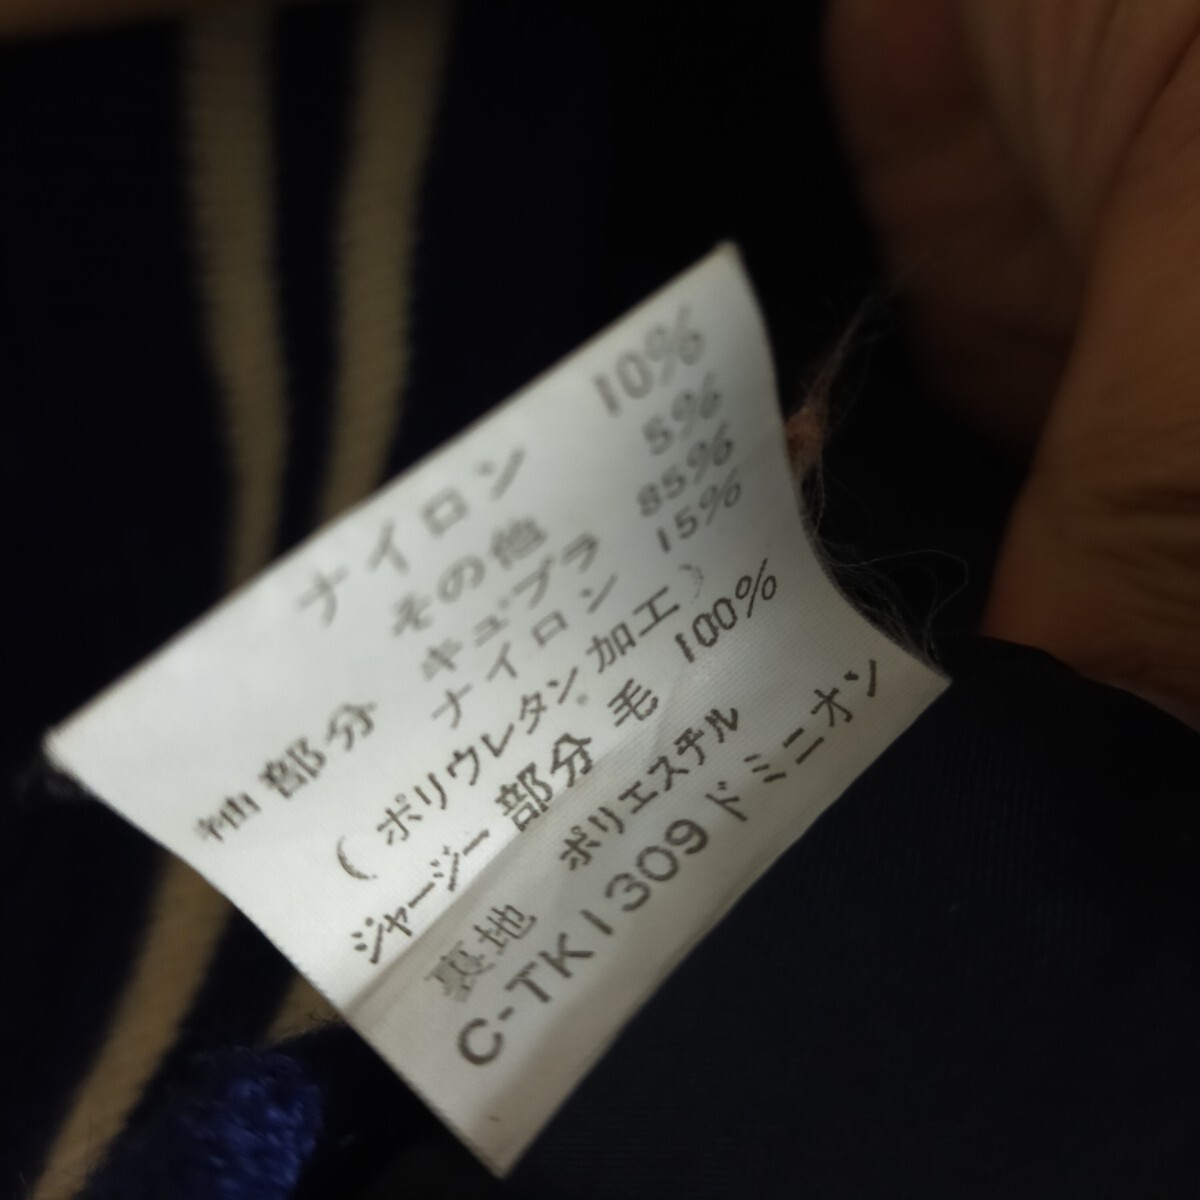 ナイロン 10%
その他 5%
袖部分 キュプラ 85%
ナイロン 15%
(ポリウレタン加工)
ジャージー部分 毛 100%
裏地 ポリエステル
C-TK1309ドミニオン